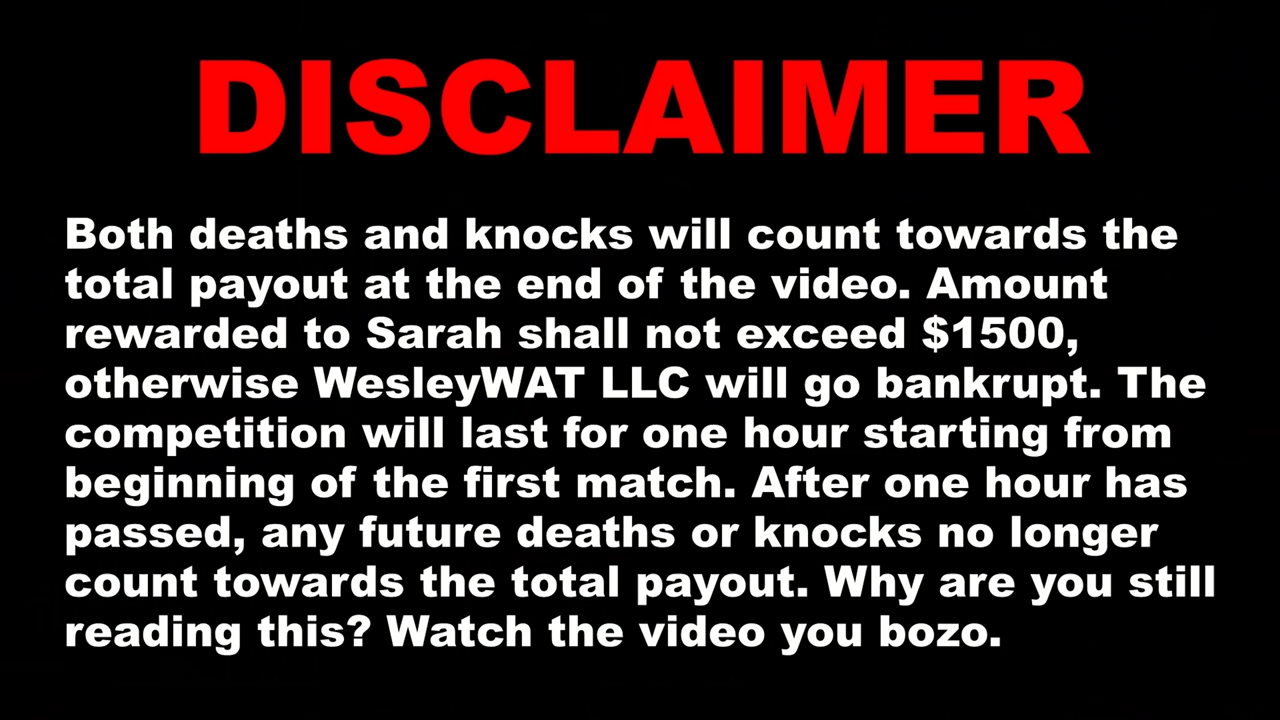 DISCLAIMER
Both deaths and knocks will count towards the
total payout at the end of the video. Amount
rewarded to Sarah shall not exceed $1500,
otherwise WesleyWAT LLC will go bankrupt. The
competition will last for one hour starting from
beginning of the first match. After one hour has
passed, any future deaths or knocks no longer
count towards the total payout. Why are you still
reading this? Watch the video you bozo.